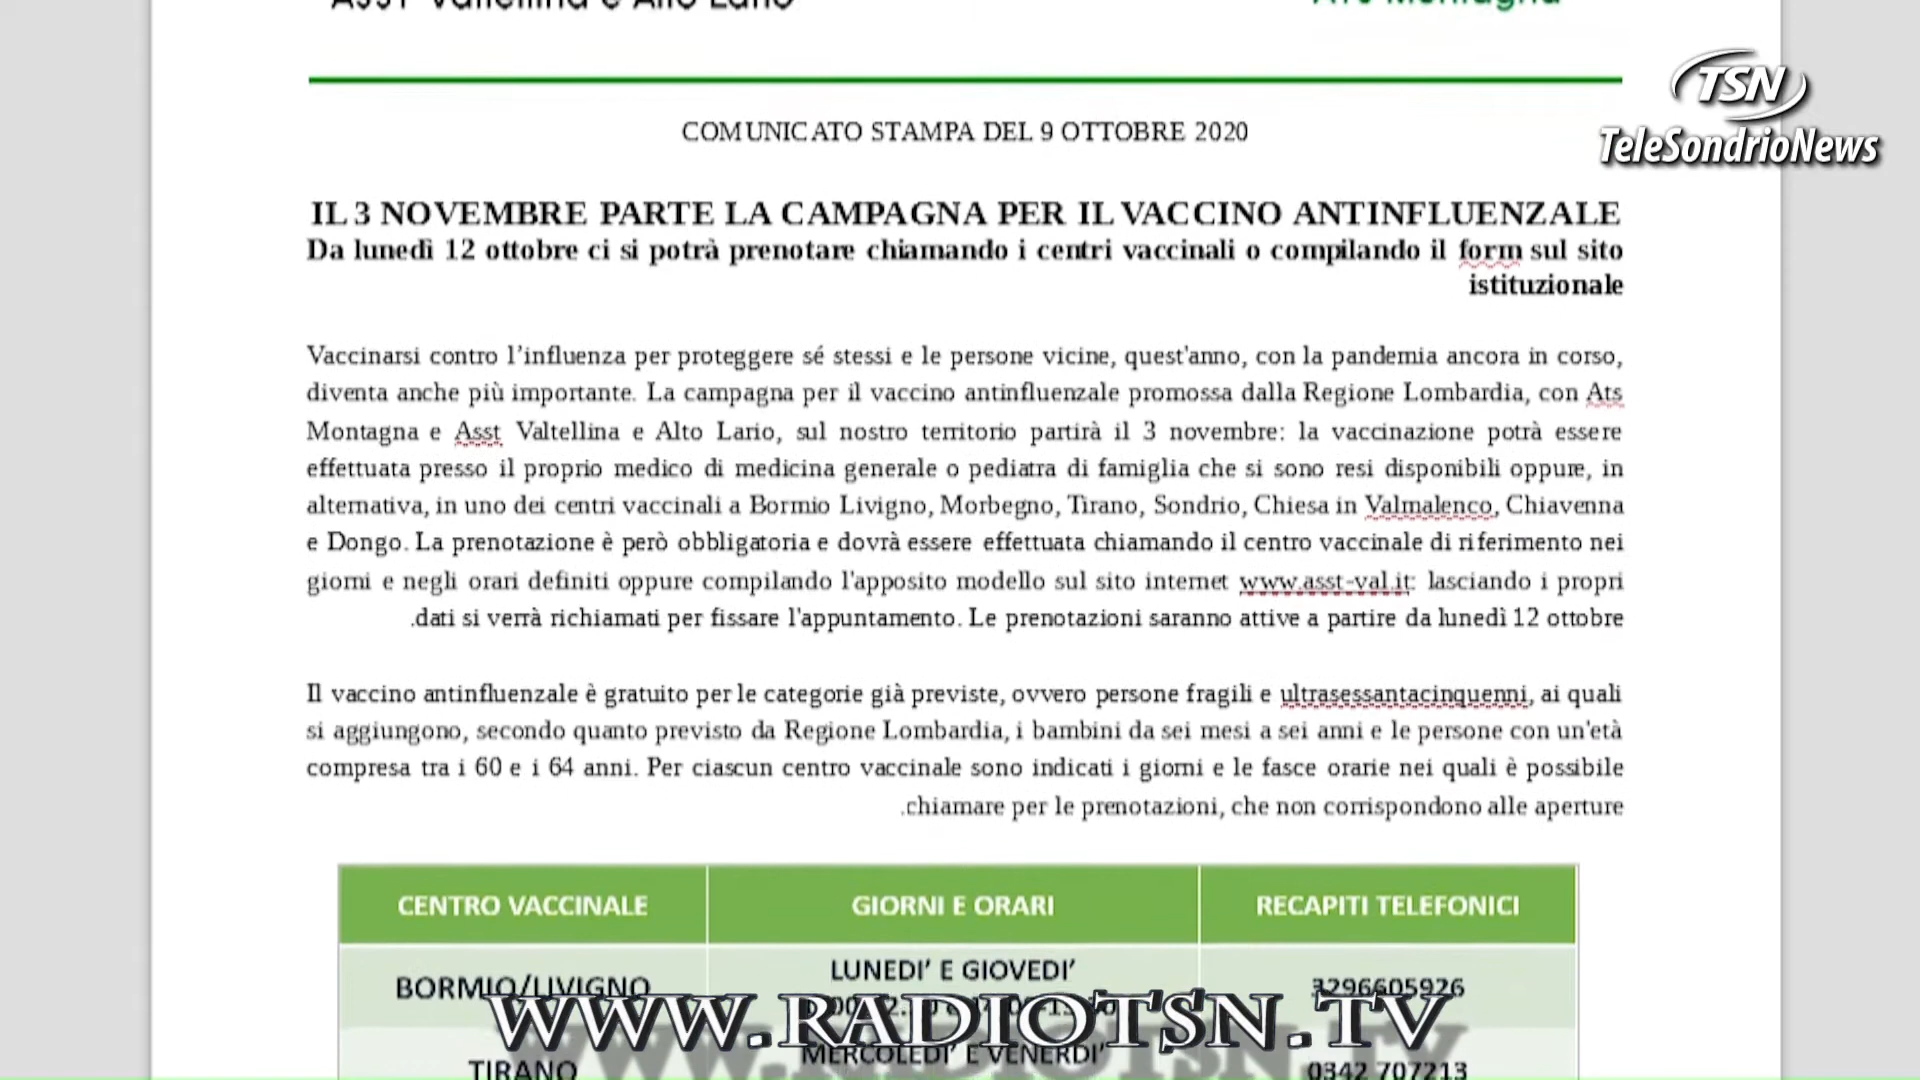 ASST Valtellina e Alto Lario
Ats Montagna
TSN
TeleSondrioNews
COMUNICATO STAMPA DEL 9 OTTOBRE 2020
IL 3 NOVEMBRE PARTE LA CAMPAGNA PER IL VACCINO ANTINFLUENZALE
Da lunedì 12 ottobre ci si potrà prenotare chiamando i centri vaccinali o compilando il form sul sito
istituzionale
Vaccinarsi contro l’influenza per proteggere sé stessi e le persone vicine, quest'anno, con la pandemia ancora in corso,
diventa anche più importante. La campagna per il vaccino antinfluenzale promossa dalla Regione Lombardia, con Ats
Montagna e Asst Valtellina e Alto Lario, sul nostro territorio partirà il 3 novembre: la vaccinazione potrà essere
effettuata presso il proprio medico di medicina generale o pediatra di famiglia che si sono resi disponibili oppure, in
alternativa, in uno dei centri vaccinali a Bormio Livigno, Morbegno, Tirano, Sondrio, Chiesa in Valmalenco, Chiavenna
e Dongo. La prenotazione è però obbligatoria e dovrà essere effettuata chiamando il centro vaccinale di riferimento nei
giorni e negli orari definiti oppure compilando l'apposito modello sul sito internet www.asst-val.it: lasciando i propri
.dati si verrà richiamati per fissare l'appuntamento. Le prenotazioni saranno attive a partire da lunedì 12 ottobre
Il vaccino antinfluenzale è gratuito per le categorie già previste, ovvero persone fragili e ultrasessantacinquenni, ai quali
si aggiungono, secondo quanto previsto da Regione Lombardia, i bambini da sei mesi a sei anni e le persone con un'età
compresa tra i 60 e i 64 anni. Per ciascun centro vaccinale sono indicati i giorni e le fasce orarie nei quali è possibile
.chiamare per le prenotazioni, che non corrispondono alle aperture
CENTRO VACCINALE GIORNI E ORARI RECAPITI TELEFONICI
BORMIO/LIVIGNO LUNEDI’ E GIOVEDI’ 3296605926
WWW.RADIOTSN.TV
TIRANO MERCOLEDI’ E VENERDI’ 0342 707213